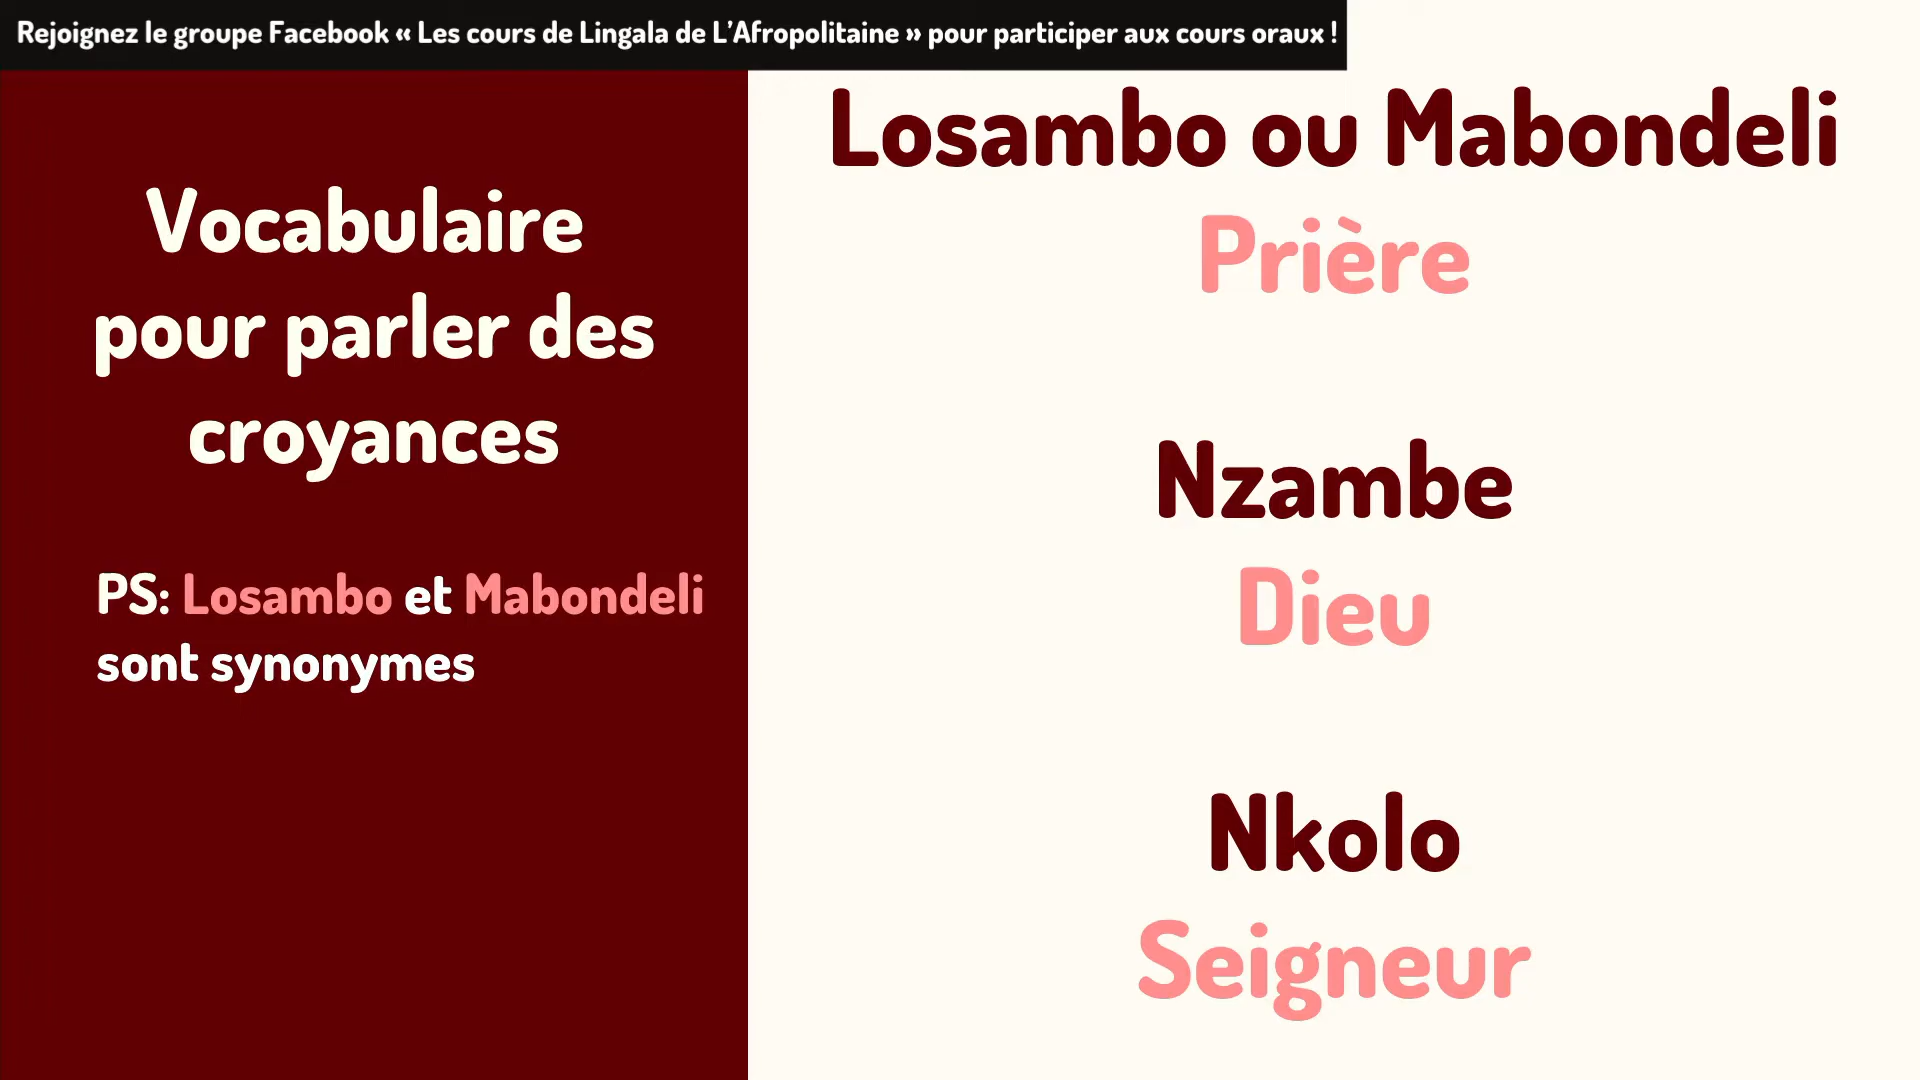 Rejoignez le groupe Facebook « Les cours de Lingala de L’Afropolitaine » pour participer aux cours oraux !
Vocabulaire
pour parler des
croyances
PS: Losambo et Mabondeli
sont synonymes
Losambo ou Mabondeli
Prière
Nzambe
Dieu
Nkolo
Seigneur